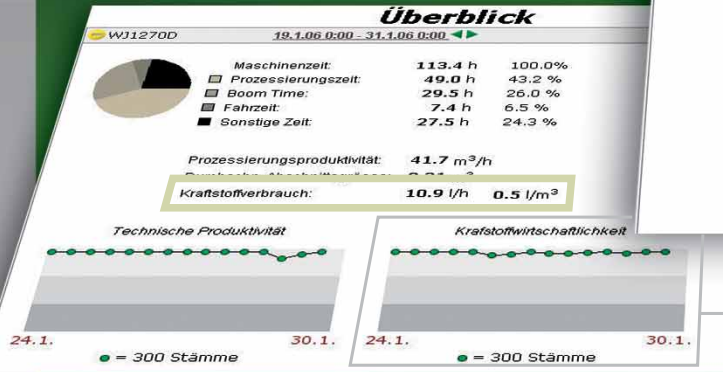 Überblick
WJ1270D 19.1.06 0:00 - 31.1.06 0:00
Maschinenzeit: 113.4 h 100.0%
Prozessierungszeit: 49.0 h 43.2 %
Boom Time: 29.5 h 26.0 %
Fahrzeit: 7.4 h 6.5 %
Sonstige Zeit: 27.5 h 24.3 %
Prozessierungsproduktivität: 41.7 m³/h
Kraftstoffverbrauch: 10.9 l/h 0.5 l/m³
Technische Produktivität Krafstoffwirtschaftlichkeit
24.1. 30.1. 24.1. 30.1.
= 300 Stämme = 300 Stämme